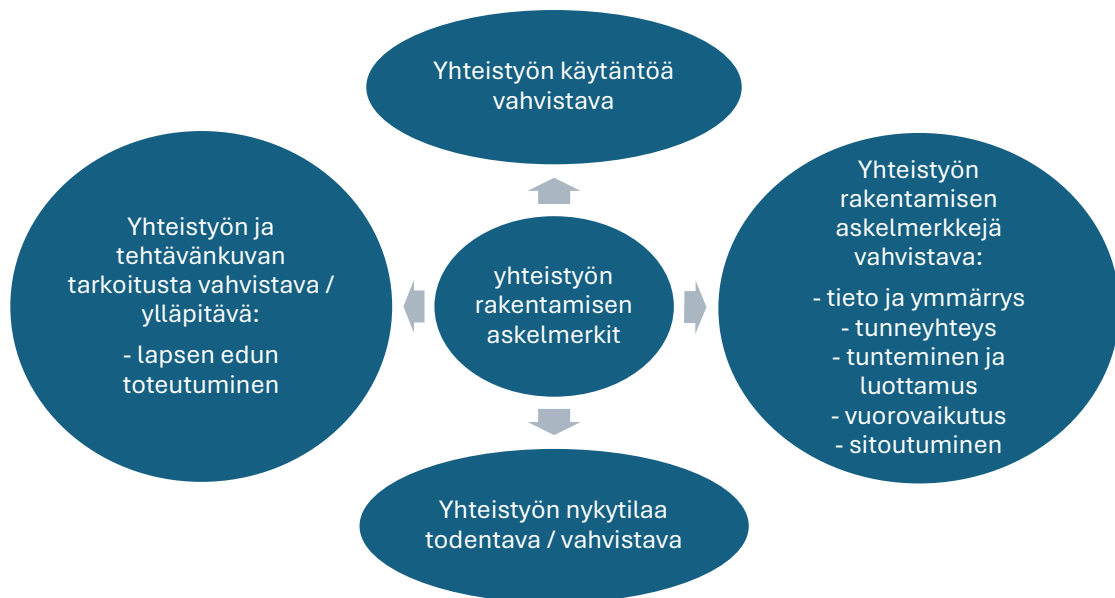 Yhteistyön käytäntöä
vahvistava
Yhteistyön ja
tehtävänkuvan
tarkoitusta vahvistava /
ylläpitävä:
- lapsen edun
toteutuminen
yhteistyön
rakentamisen
askelmerkit
Yhteistyön
rakentamisen
askelmerkkejä
vahvistava:
- tieto ja ymmärrys
- tunneyhteys
- tunteminen ja
luottamus
- vuorovaikutus
- sitoutuminen
Yhteistyön nykytilaa
todentava / vahvistava